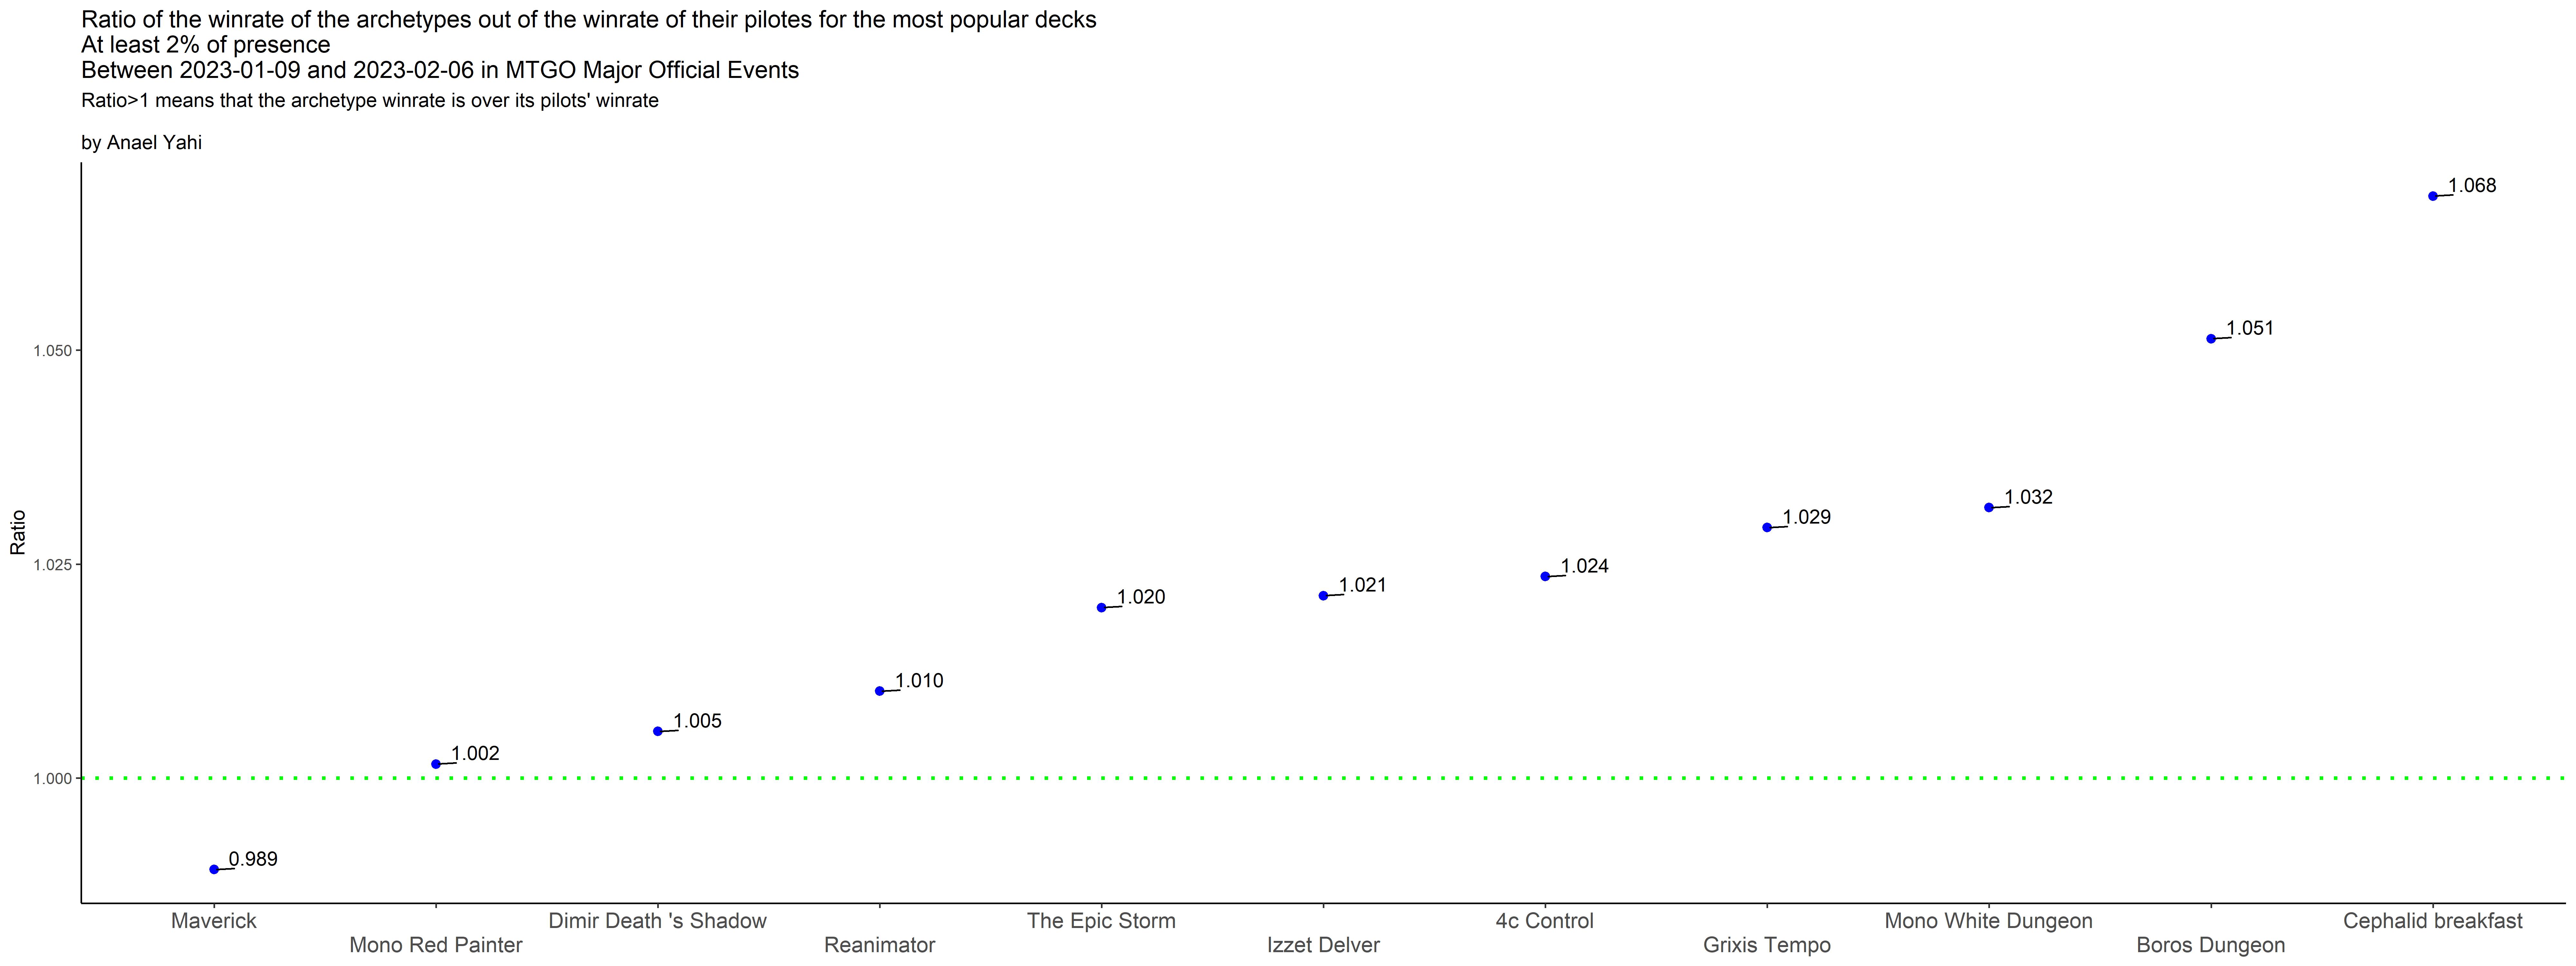 Ratio of the winrate of the archetypes out of the winrate of their pilotes for the most popular decks
At least 2% of presence
Between 2023-01-09 and 2023-02-06 in MTGO Major Official Events
Ratio>1 means that the archetype winrate is over its pilots' winrate
by Anael Yahi
Ratio
1.050
1.025
1.000
0.989
1.002
1.005
1.010
1.020
1.021
1.024
1.029
1.032
1.051
1.068
Maverick
Mono Red Painter
Dimir Death 's Shadow
Reanimator
The Epic Storm
Izzet Delver
4c Control
Grixis Tempo
Mono White Dungeon
Boros Dungeon
Cephalid breakfast